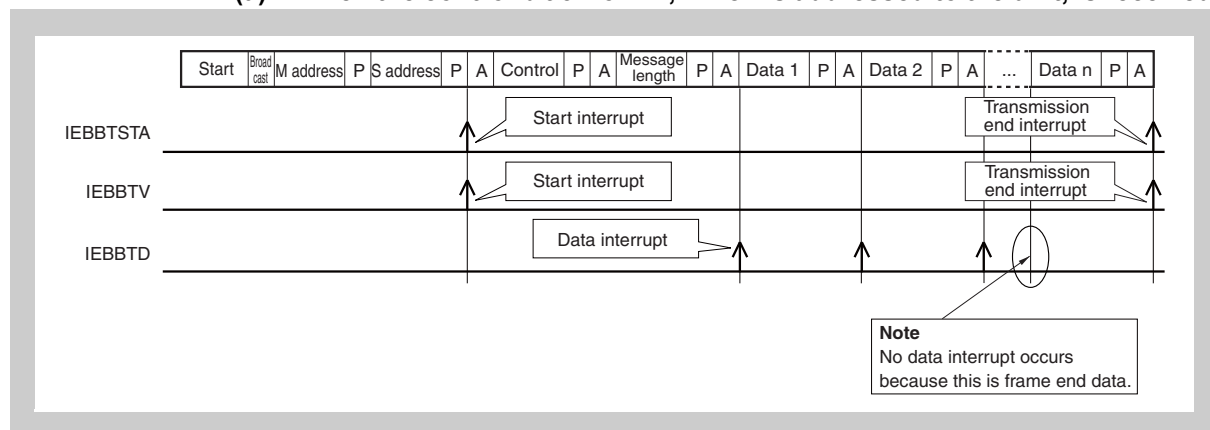 Start Broad cast M address P S address P A Control P A Message length P A Data 1 P A Data 2 P A ... Data n P A
IEBBTSTA
Start interrupt
Transmission
end interrupt
IEBBTV
Start interrupt
Transmission
end interrupt
IEBBTD
Data interrupt
Note
No data interrupt occurs
because this is frame end data.